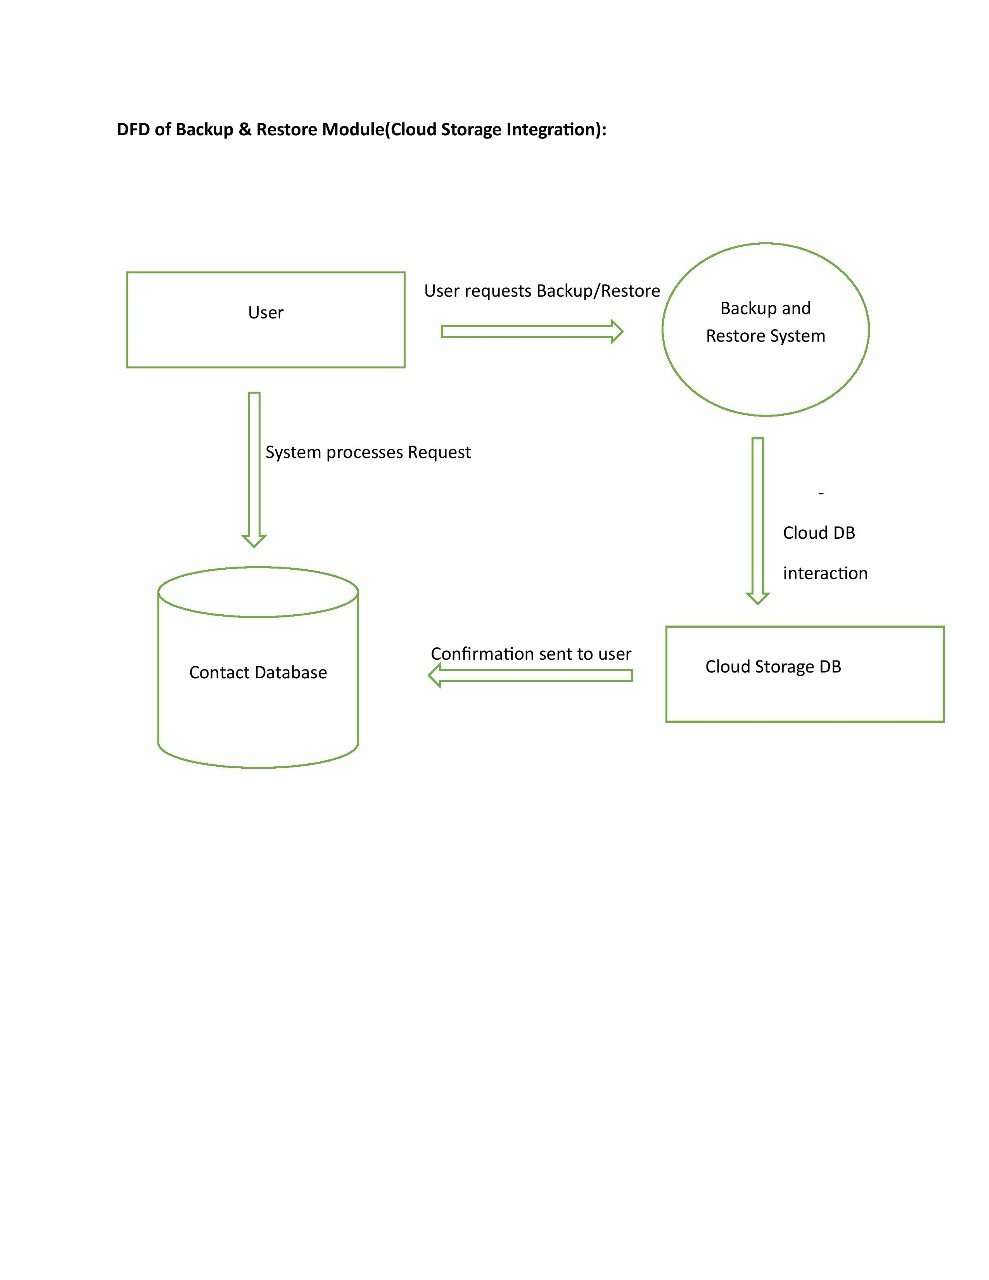 DFD of Backup & Restore Module(Cloud Storage Integration):
User
User requests Backup/Restore
Backup and
Restore System
System processes Request
-
Cloud DB
interaction
Contact Database
Confirmation sent to user
Cloud Storage DB